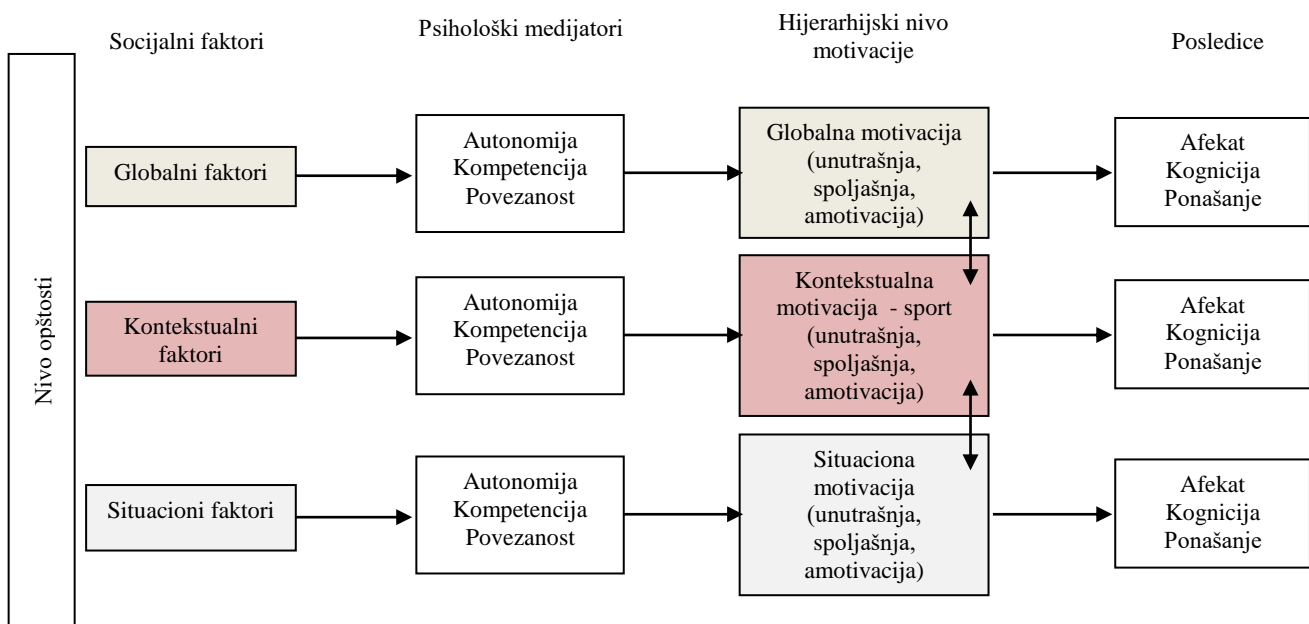 Socijalni faktori
Psihološki medijatori
Hijerarhijski nivo
motivacije
Posledice
Nivo opštosti
Globalni faktori
Autonomija
Kompetencija
Povezanost
Globalna motivacija
(unutrašnja,
spoljašnja,
amotivacija)
Afekat
Kognicija
Ponašanje
Kontekstualni
faktori
Autonomija
Kompetencija
Povezanost
Kontekstualna
motivacija - sport
(unutrašnja,
spoljašnja,
amotivacija)
Afekat
Kognicija
Ponašanje
Situacioni faktori
Autonomija
Kompetencija
Povezanost
Situaciona
motivacija
(unutrašnja,
spoljašnja,
amotivacija)
Afekat
Kognicija
Ponašanje